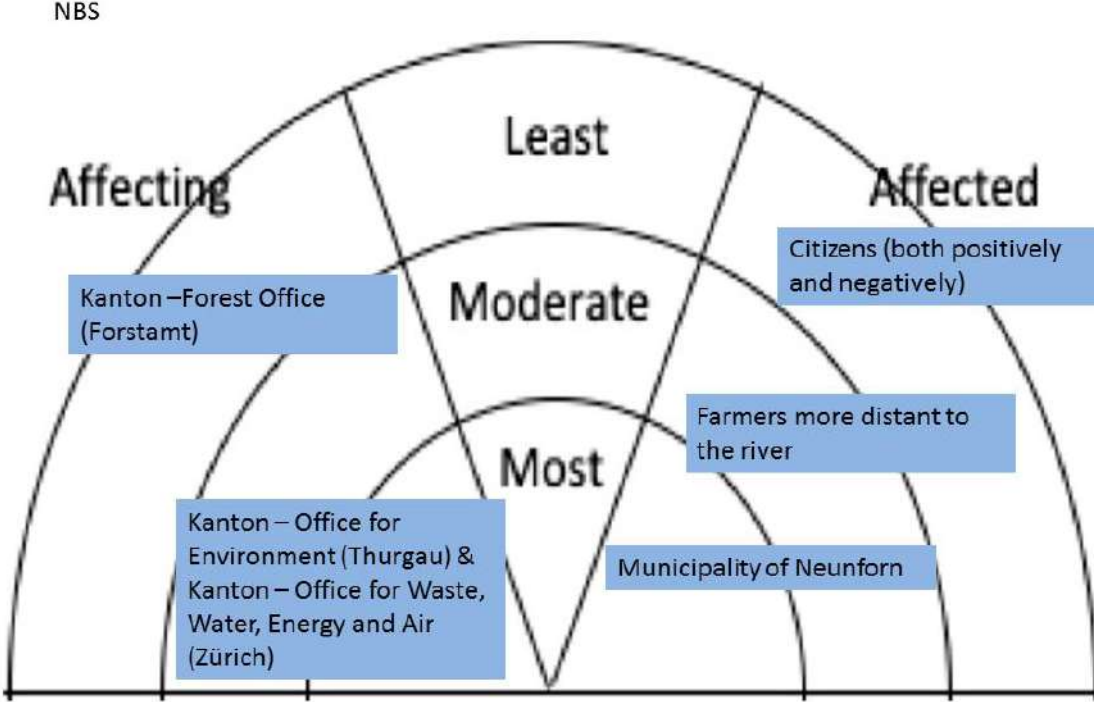 NBS
Least
Affecting
Affected
Citizens (both positively
and negatively)
Kanton –Forest Office
(Forstamt)
Moderate
Farmers more distant to
the river
Most
Kanton – Office for
Environment (Thurgau) &
Kanton – Office for Waste,
Water, Energy and Air
(Zürich)
Municipality of Neunforn